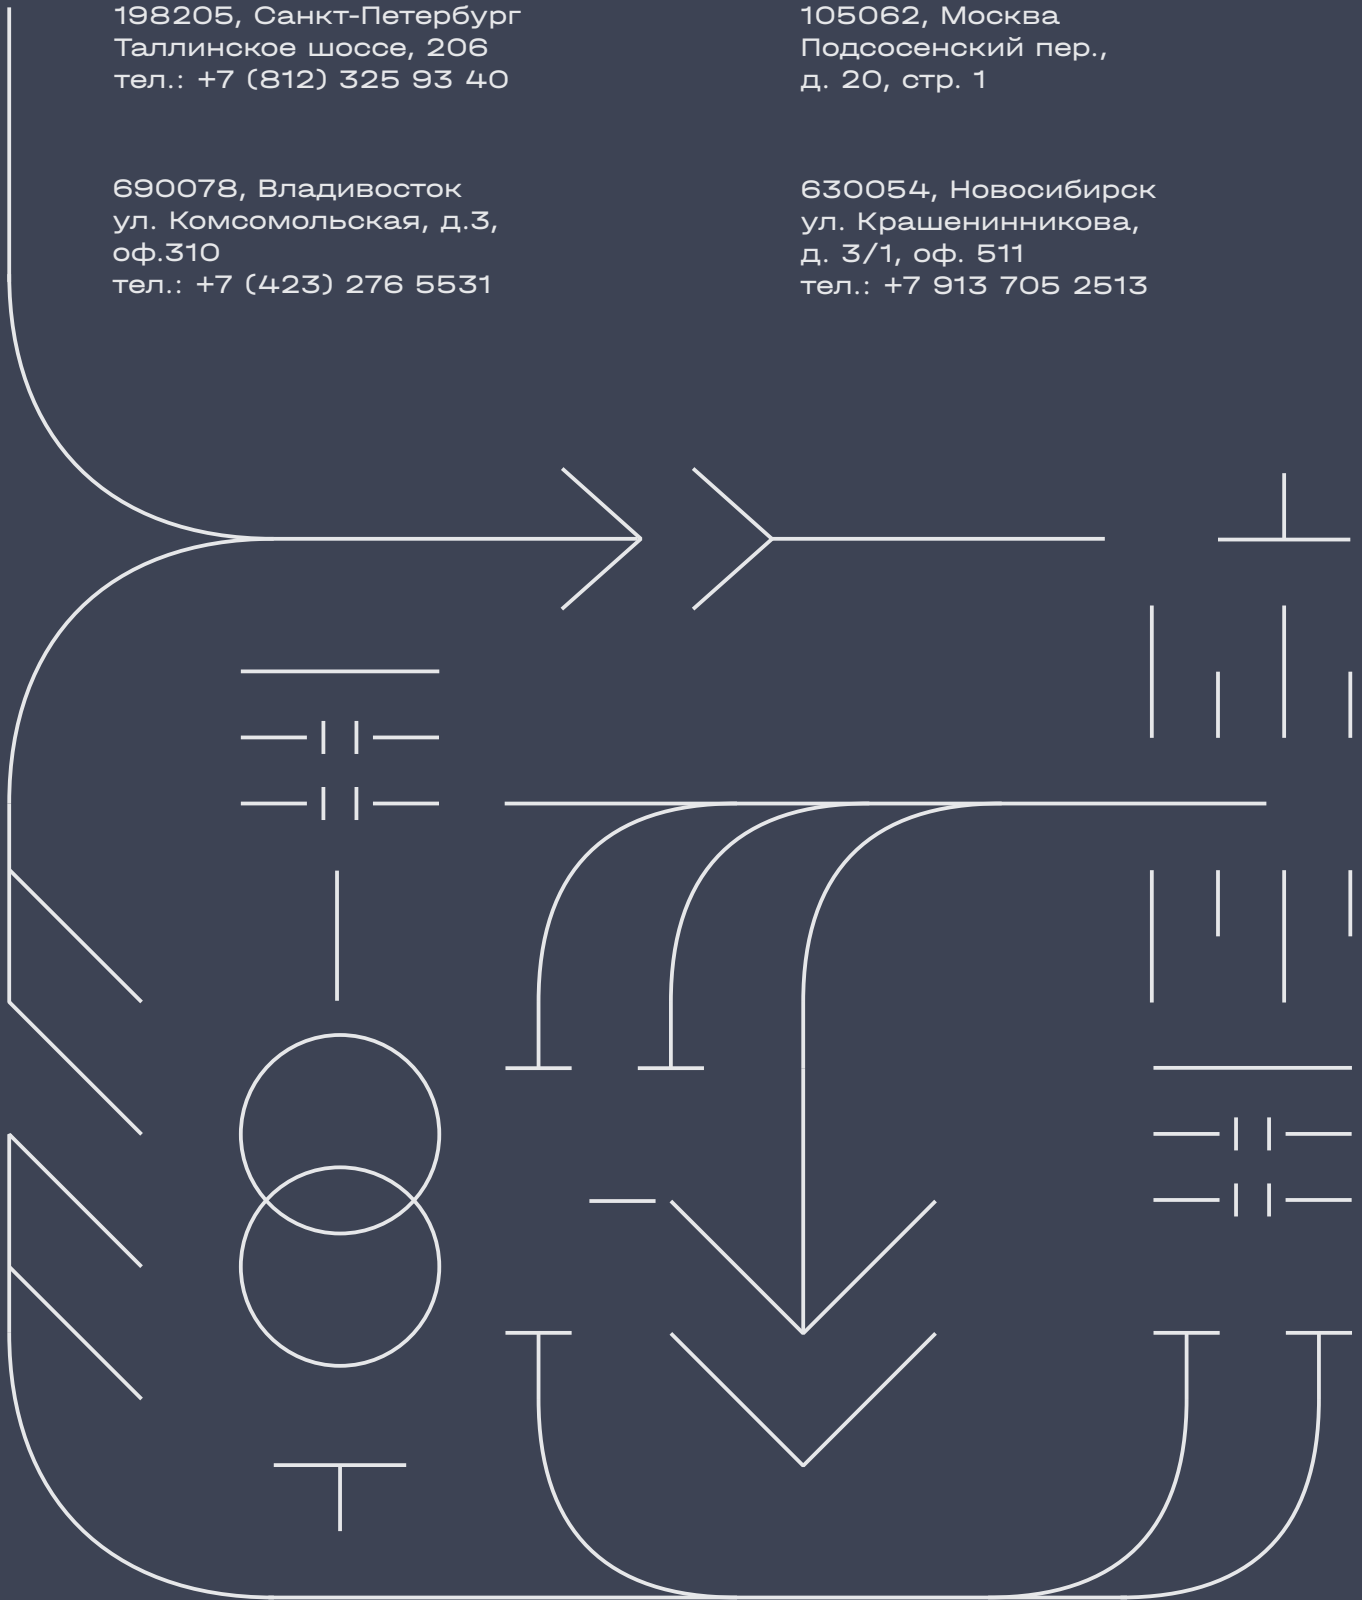 198205, Санкт-Петербург
Таллинское шоссе, 206
тел.: +7 (812) 325 93 40
105062, Москва
Подсосенский пер.,
д. 20, стр. 1
690078, Владивосток
ул. Комсомольская, д.3,
оф.310
тел.: +7 (423) 276 5531
630054, Новосибирск
ул. Крашенинникова,
д. 3/1, оф. 511
тел.: +7 913 705 2513